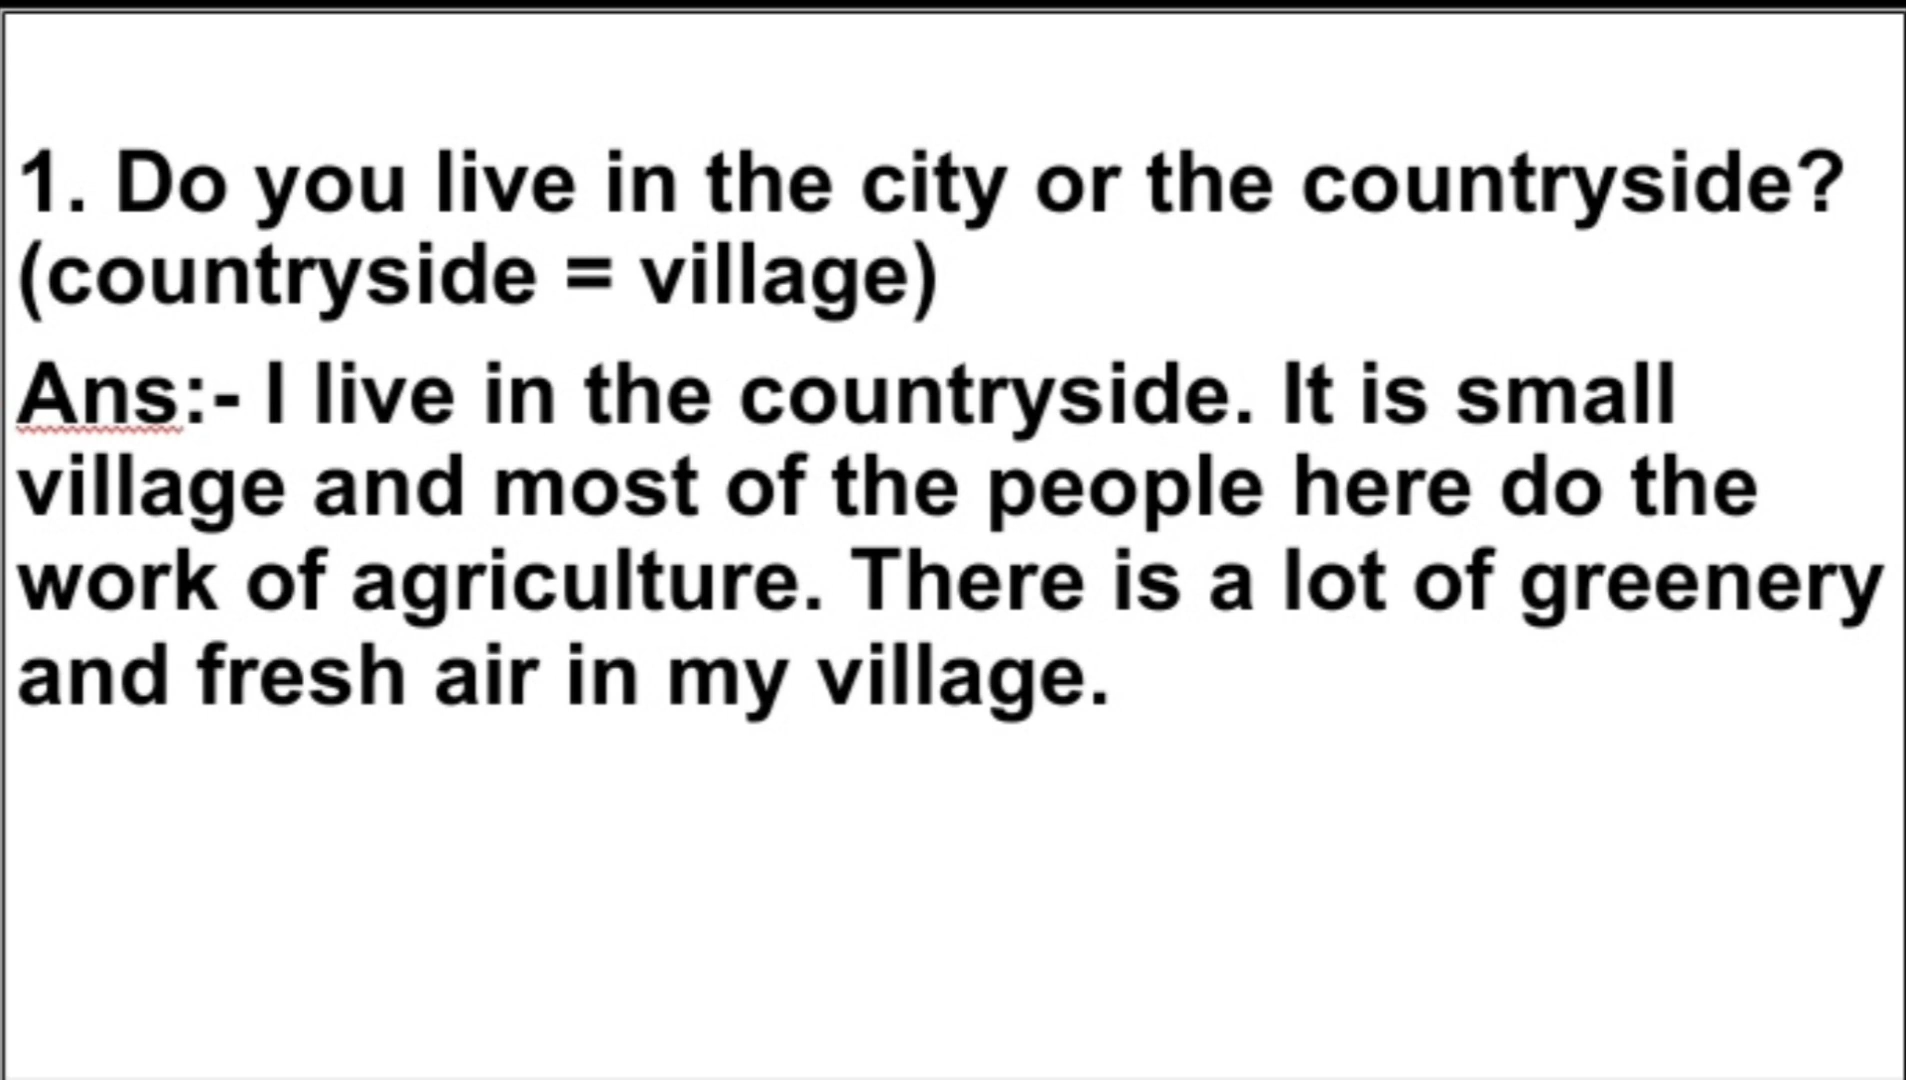 1. Do you live in the city or the countryside?
(countryside = village)
Ans:- I live in the countryside. It is small
village and most of the people here do the
work of agriculture. There is a lot of greenery
and fresh air in my village.